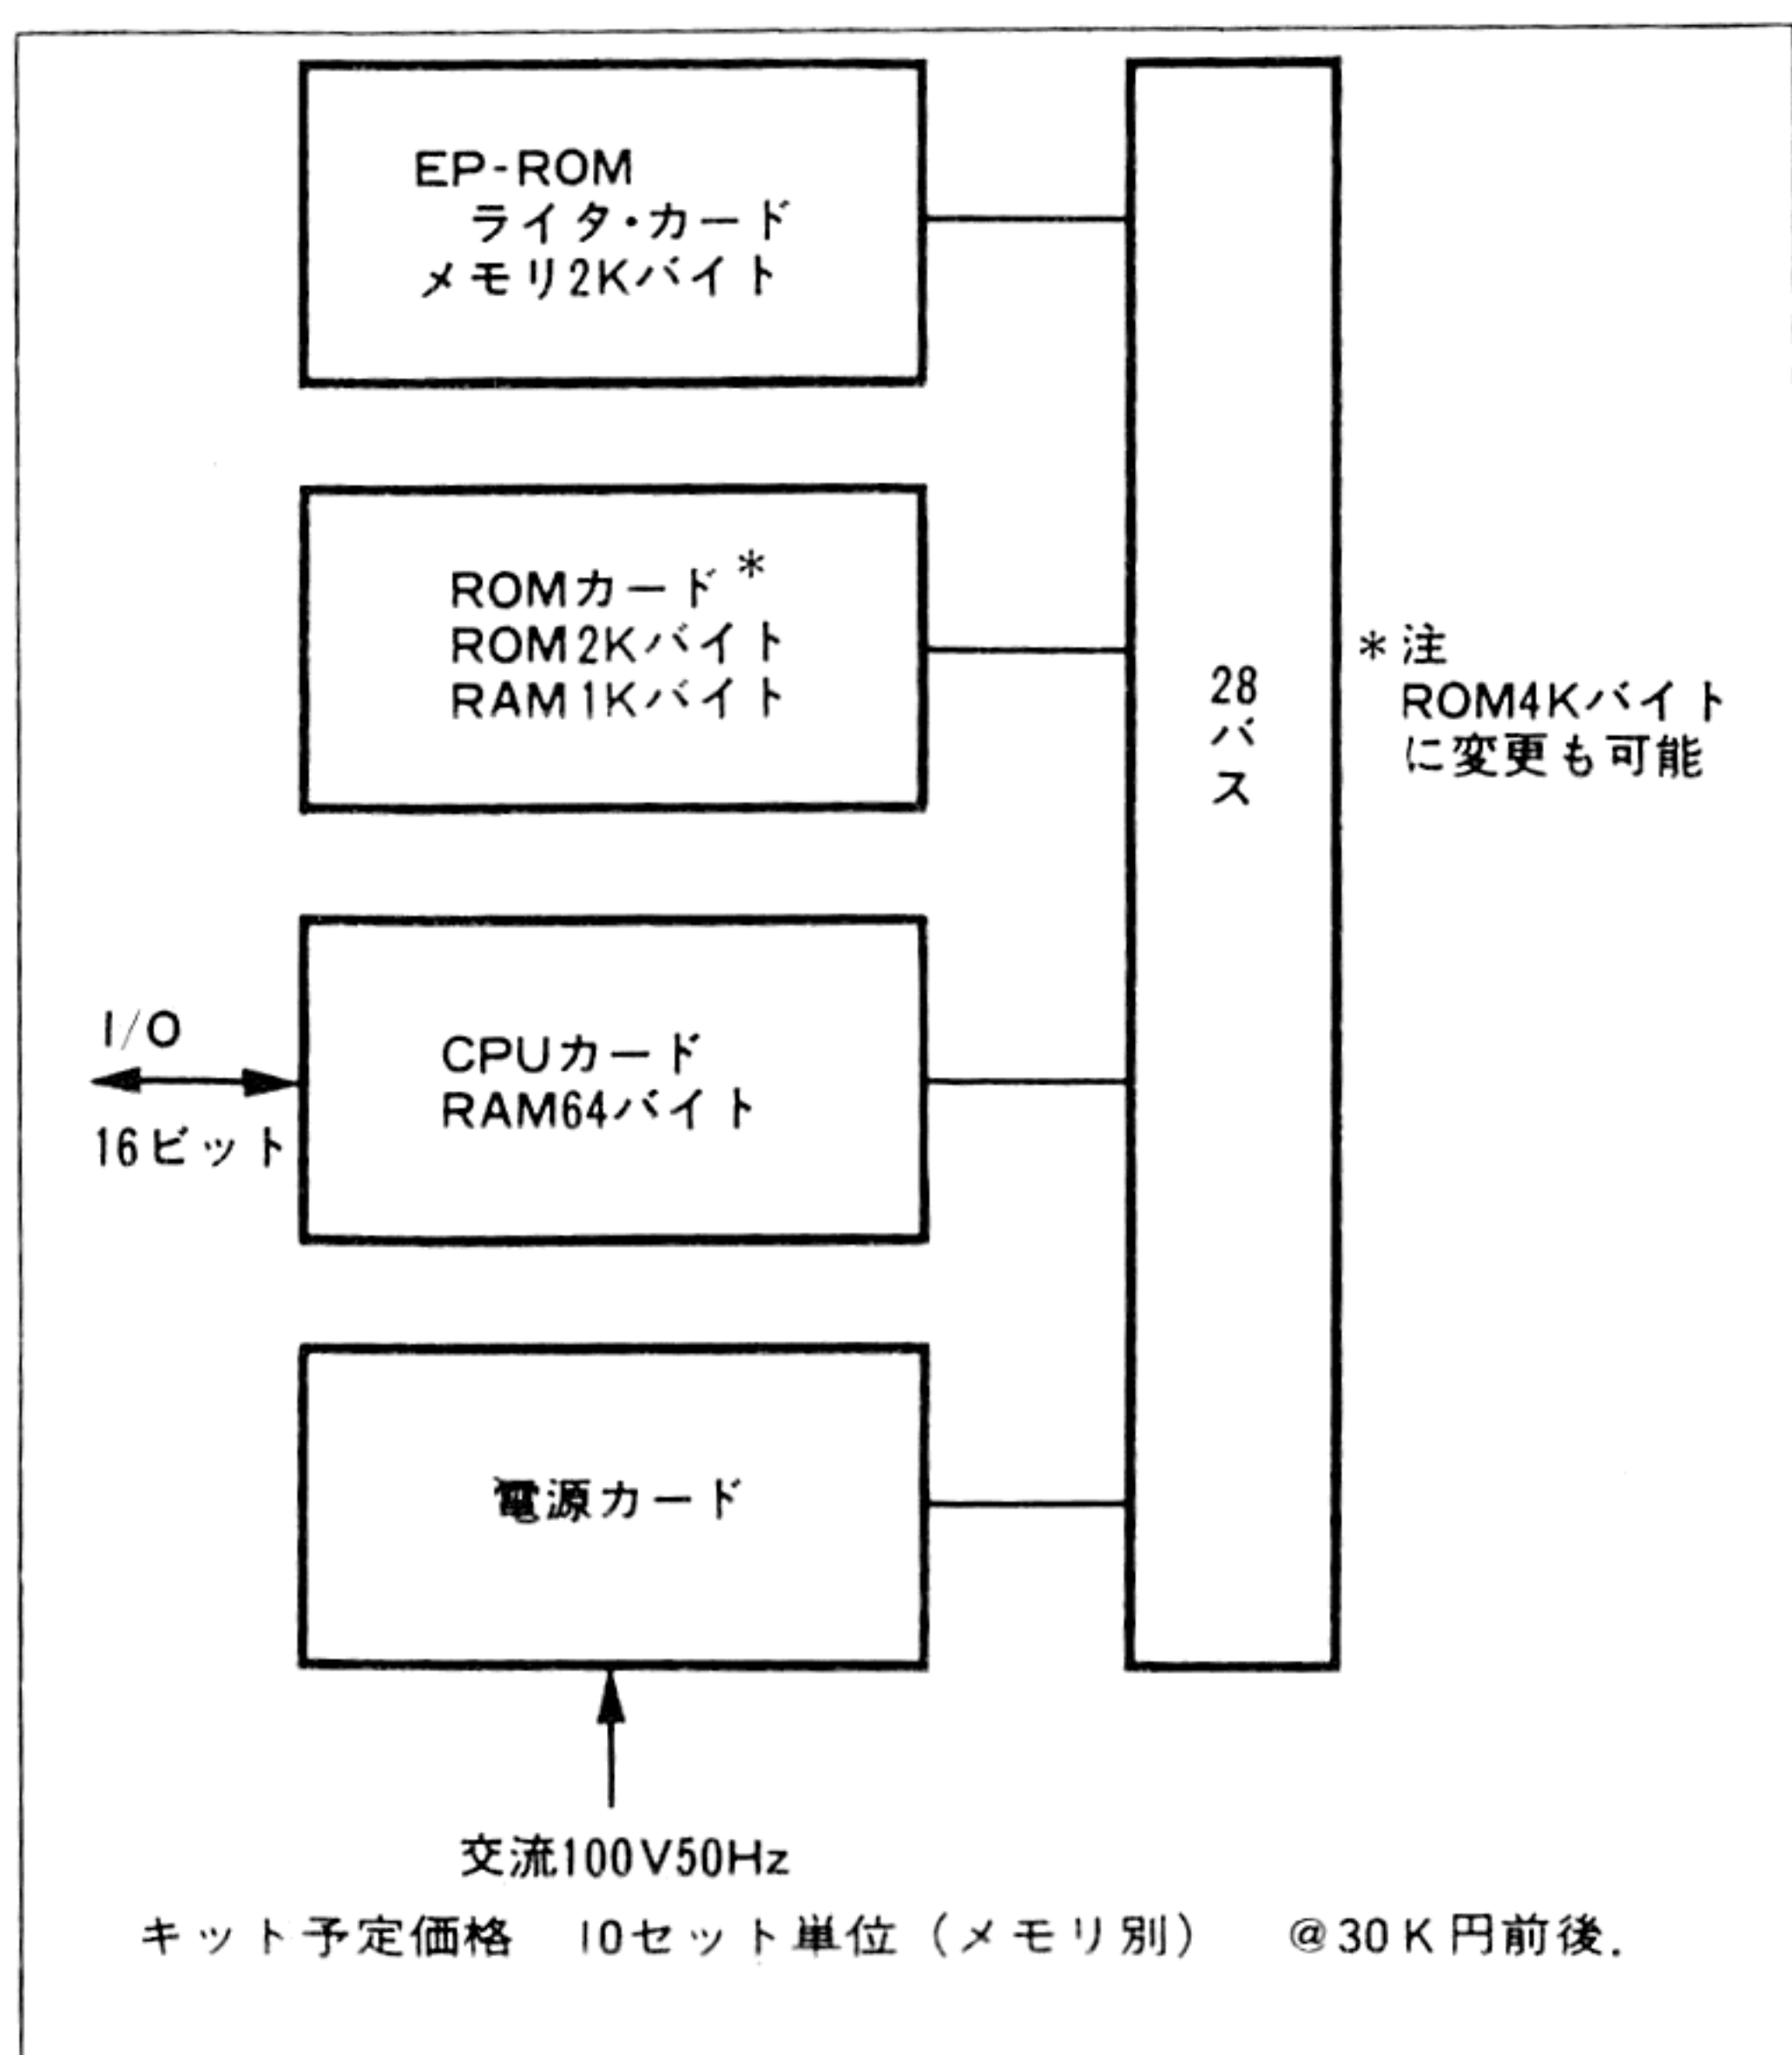 EP-ROM
ライタ・カード
メモリ2Kバイト
ROMカード*
ROM2Kバイト
RAM1Kバイト
28
バ
ス
*注
ROM4Kバイト
に変更も可能
I/O
16ビット
CPUカード
RAM64バイト
電源カード
交流100V50Hz
キット予定価格 10セット単位(メモリ別) @30K円前後.